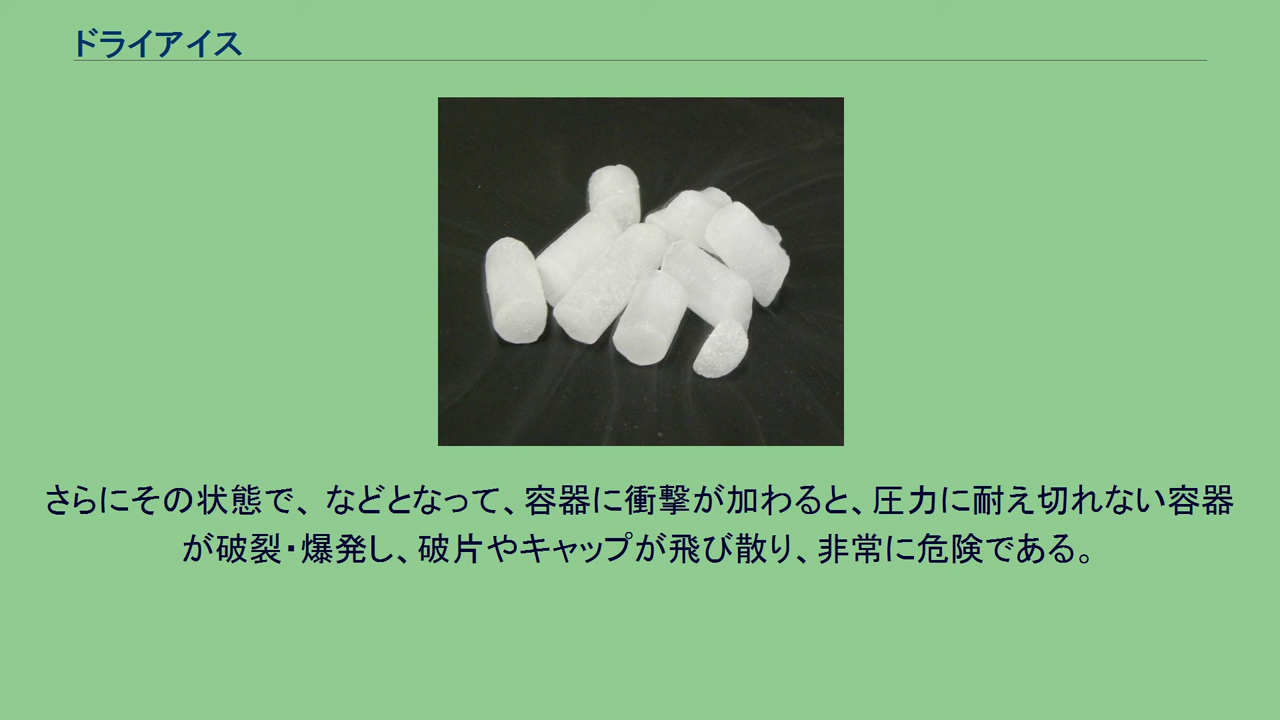 ドライアイス
さらにその状態で、などとなって、容器に衝撃が加わると、圧力に耐え切れない容器
が破裂・爆発し、破片やキャップが飛び散り、非常に危険である。